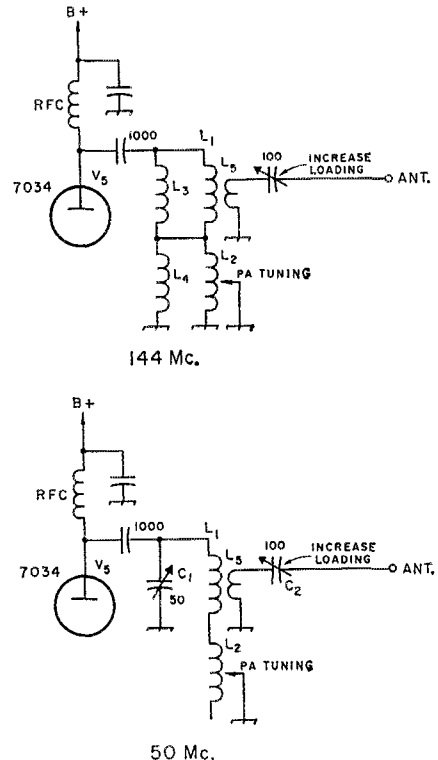 B+
RFC
1000
L1
L5
100
INCREASE
LOADING
ANT.
7034
V5
L3
L4
L2
PA TUNING
144 Mc.
B+
RFC
1000
L1
L5
100
INCREASE
LOADING
ANT.
C2
7034
V5
C1
50
L2
PA TUNING
50 Mc.